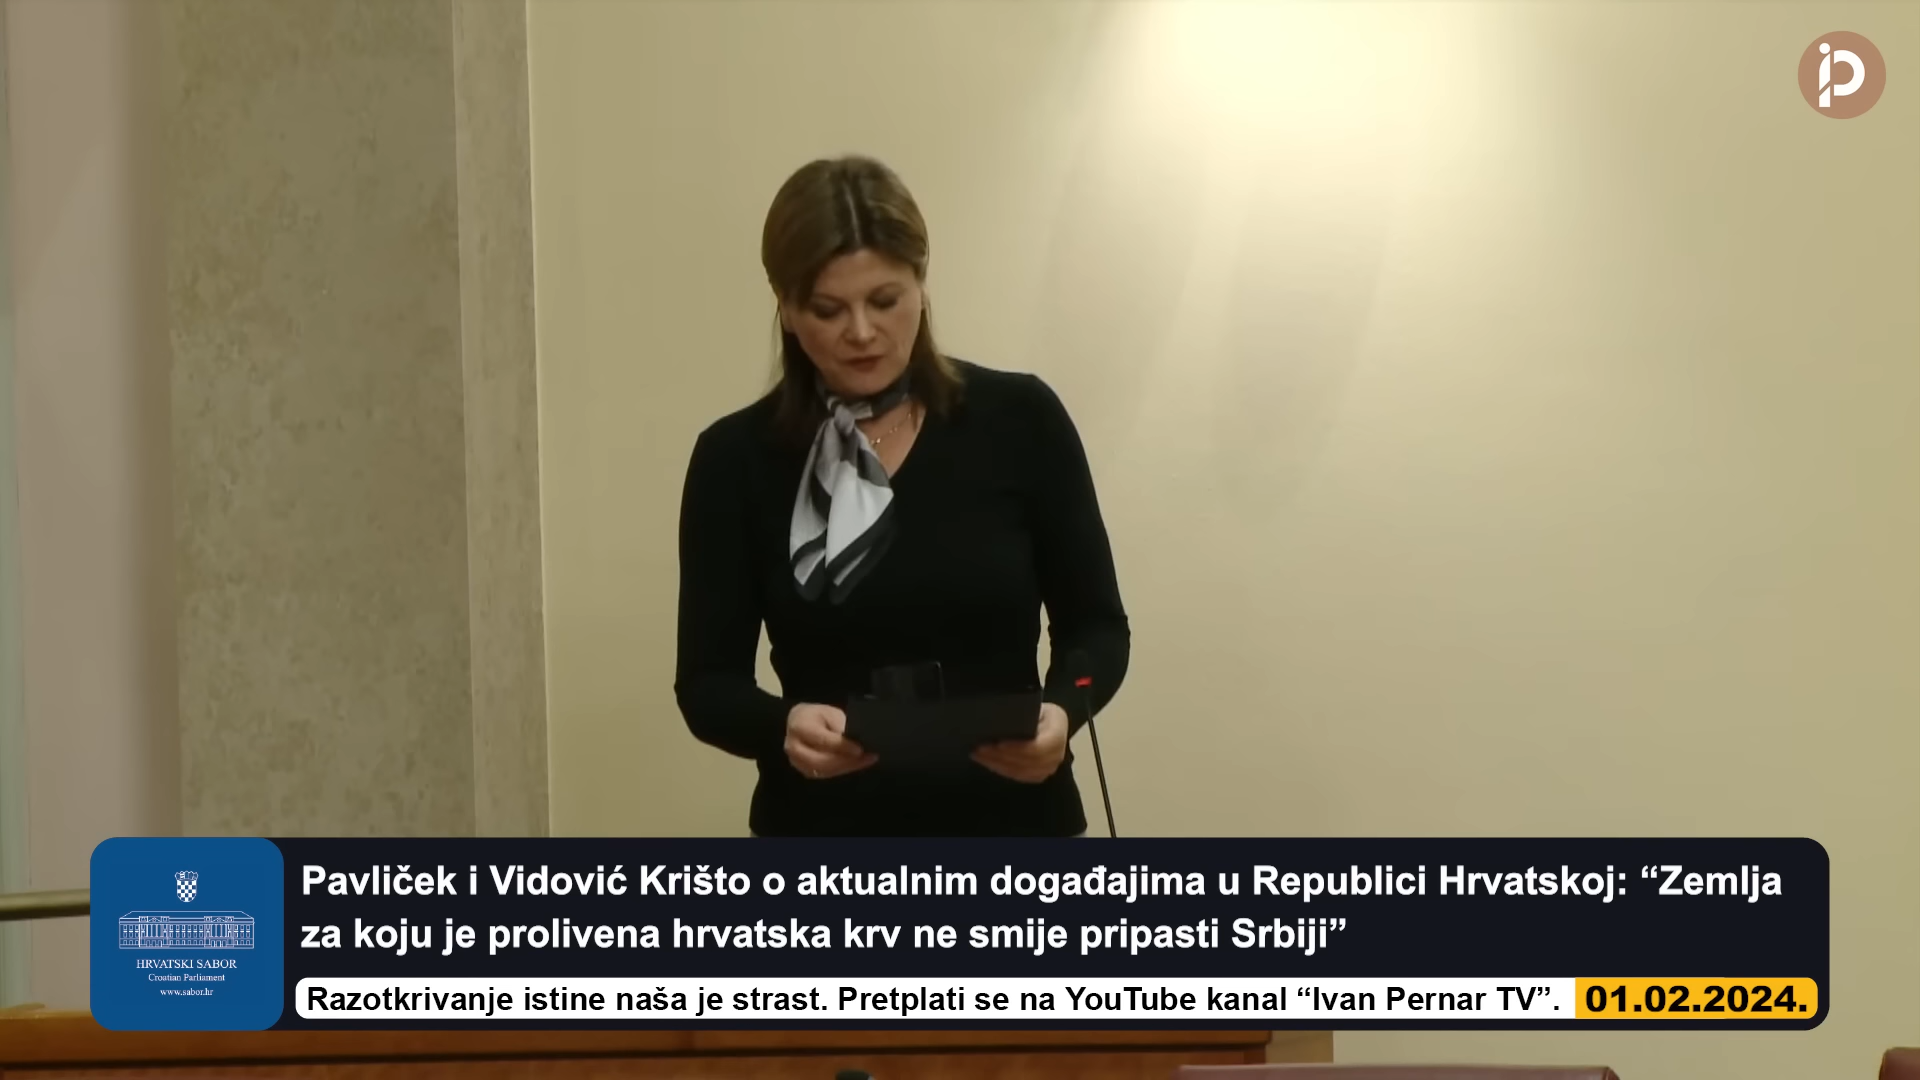 Pavliček i Vidović Krišto o aktualnim događajima u Republici Hrvatskoj: “Zemlja
za koju je prolivena hrvatska krv ne smije pripasti Srbiji”
HRVATSKI SABOR
Croatian Parliament
www.sabor.hr
Razotkrivanje istine naša je strast. Pretplati se na YouTube kanal “Ivan Pernar TV”.
01.02.2024.